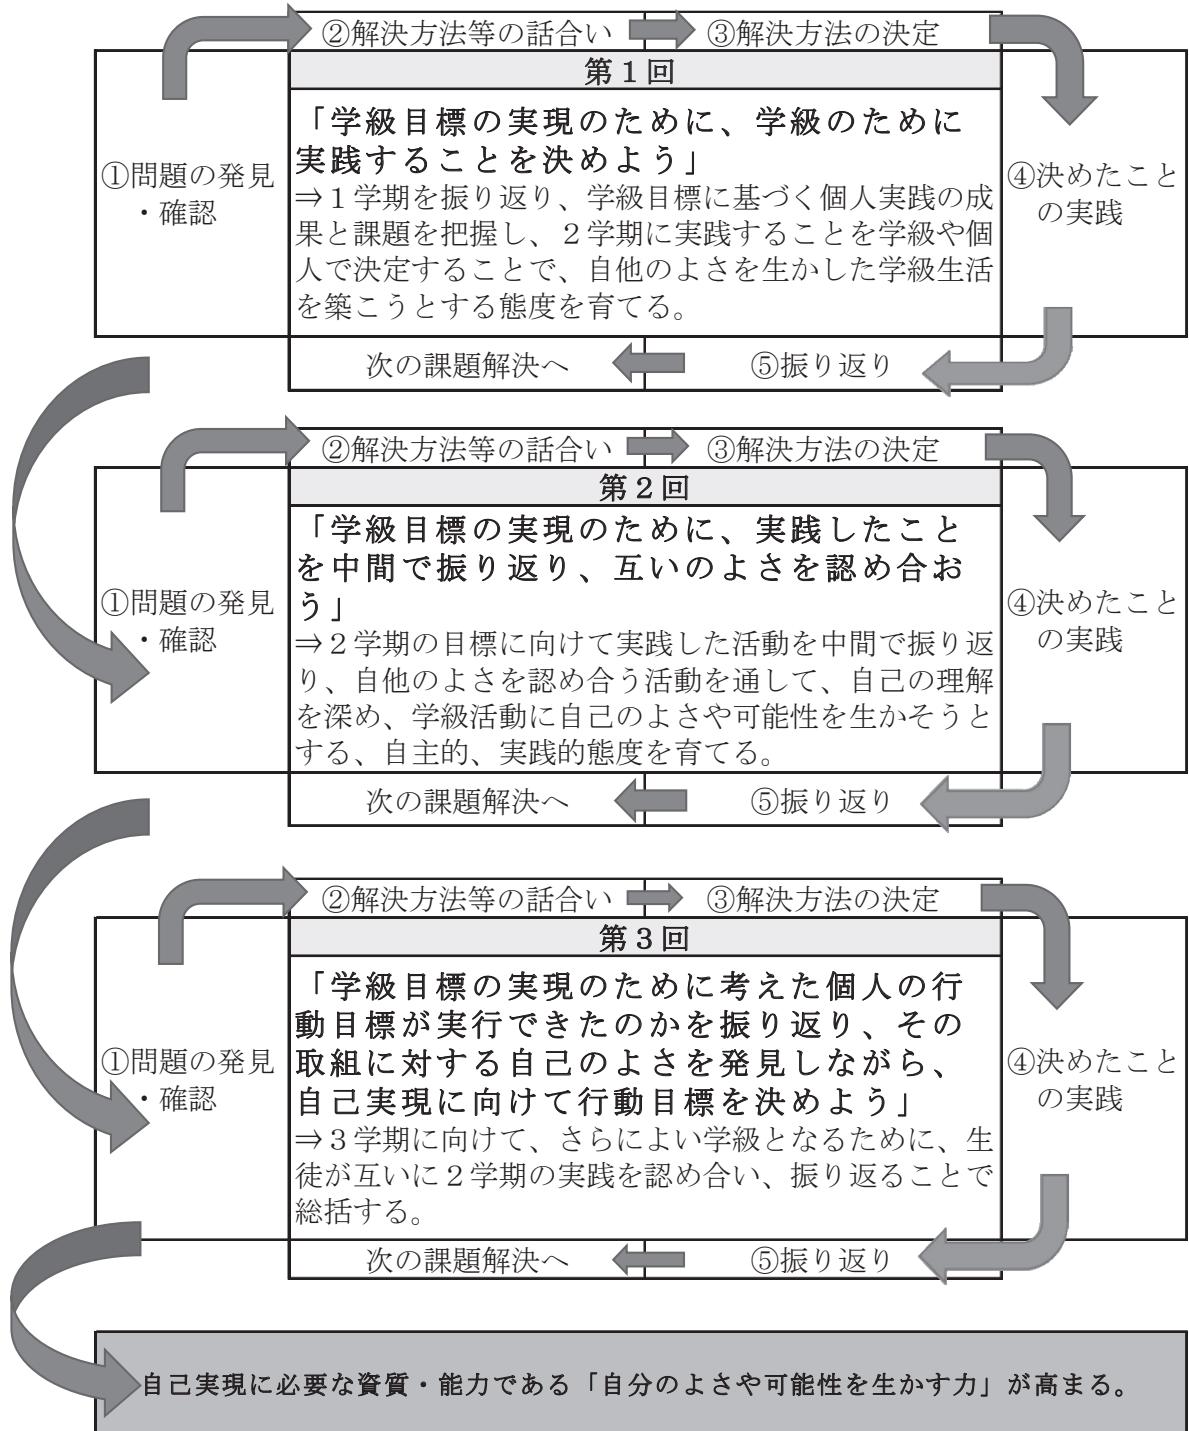 ②解決方法等の話合い
③解決方法の決定
第1回
①問題の発見
・確認
「学級目標の実現のために、学級のために
実践することを決めよう」
⇒１学期を振り返り、学級目標に基づく個人実践の成
果と課題を把握し、２学期に実践することを学級や個
人で決定することで、自他のよさを生かした学級生活
を築こうとする態度を育てる。
④決めたこと
の実践
次の課題解決へ
⑤振り返り
②解決方法等の話合い
③解決方法の決定
第２回
①問題の発見
・確認
「学級目標の実現のために、実践したこと
を中間で振り返り、互いのよさを認め合お
う」
⇒２学期の目標に向けて実践した活動を中間で振り返
り、自他のよさを認め合う活動を通して、自己の理解
を深め、学級活動に自己のよさや可能性を生かそうと
する、自主的、実践的態度を育てる。
④決めたこと
の実践
次の課題解決へ
⑤振り返り
②解決方法等の話合い
③解決方法の決定
第３回
①問題の発見
・確認
「学級目標の実現のために考えた個人の行
動目標が実行できたのかを振り返り、その
取組に対する自己のよさを発見しながら、
自己実現に向けて行動目標を決めよう」
⇒３学期に向けて、さらによい学級となるために、生
徒が互いに２学期の実践を認め合い、振り返ることで
総括する。
④決めたこと
の実践
次の課題解決へ
⑤振り返り
自己実現に必要な資質・能力である「自分のよさや可能性を生かす力」が高まる。